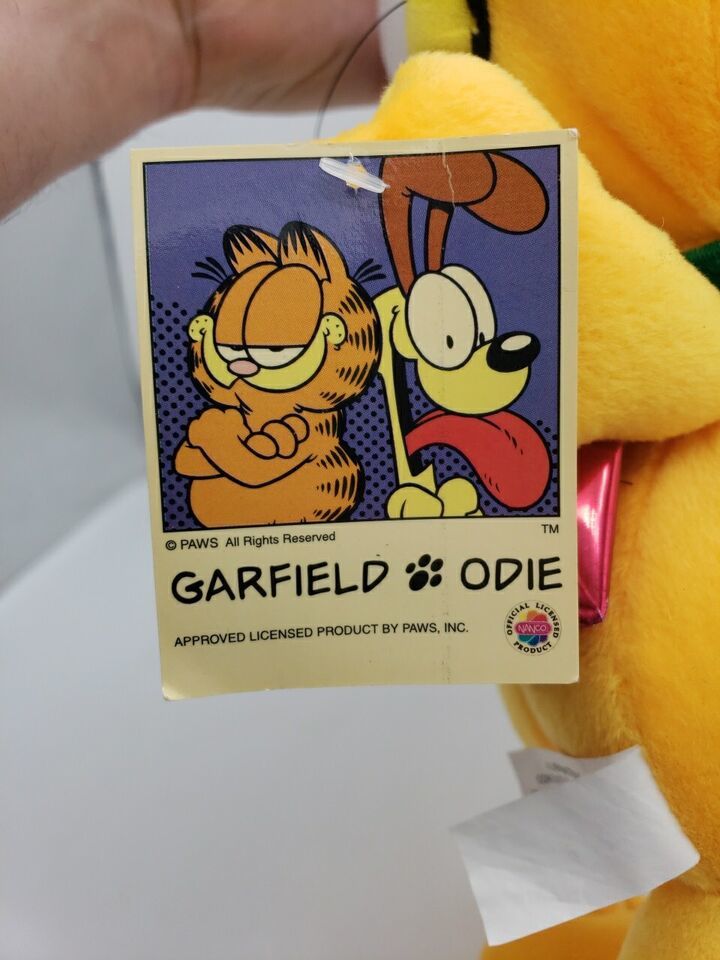 © PAWS All Rights Reserved
TM
GARFIELD ODIE
APPROVED LICENSED PRODUCT BY PAWS, INC.
OFFICIAL LICENSED
NANCO
PRODUCT